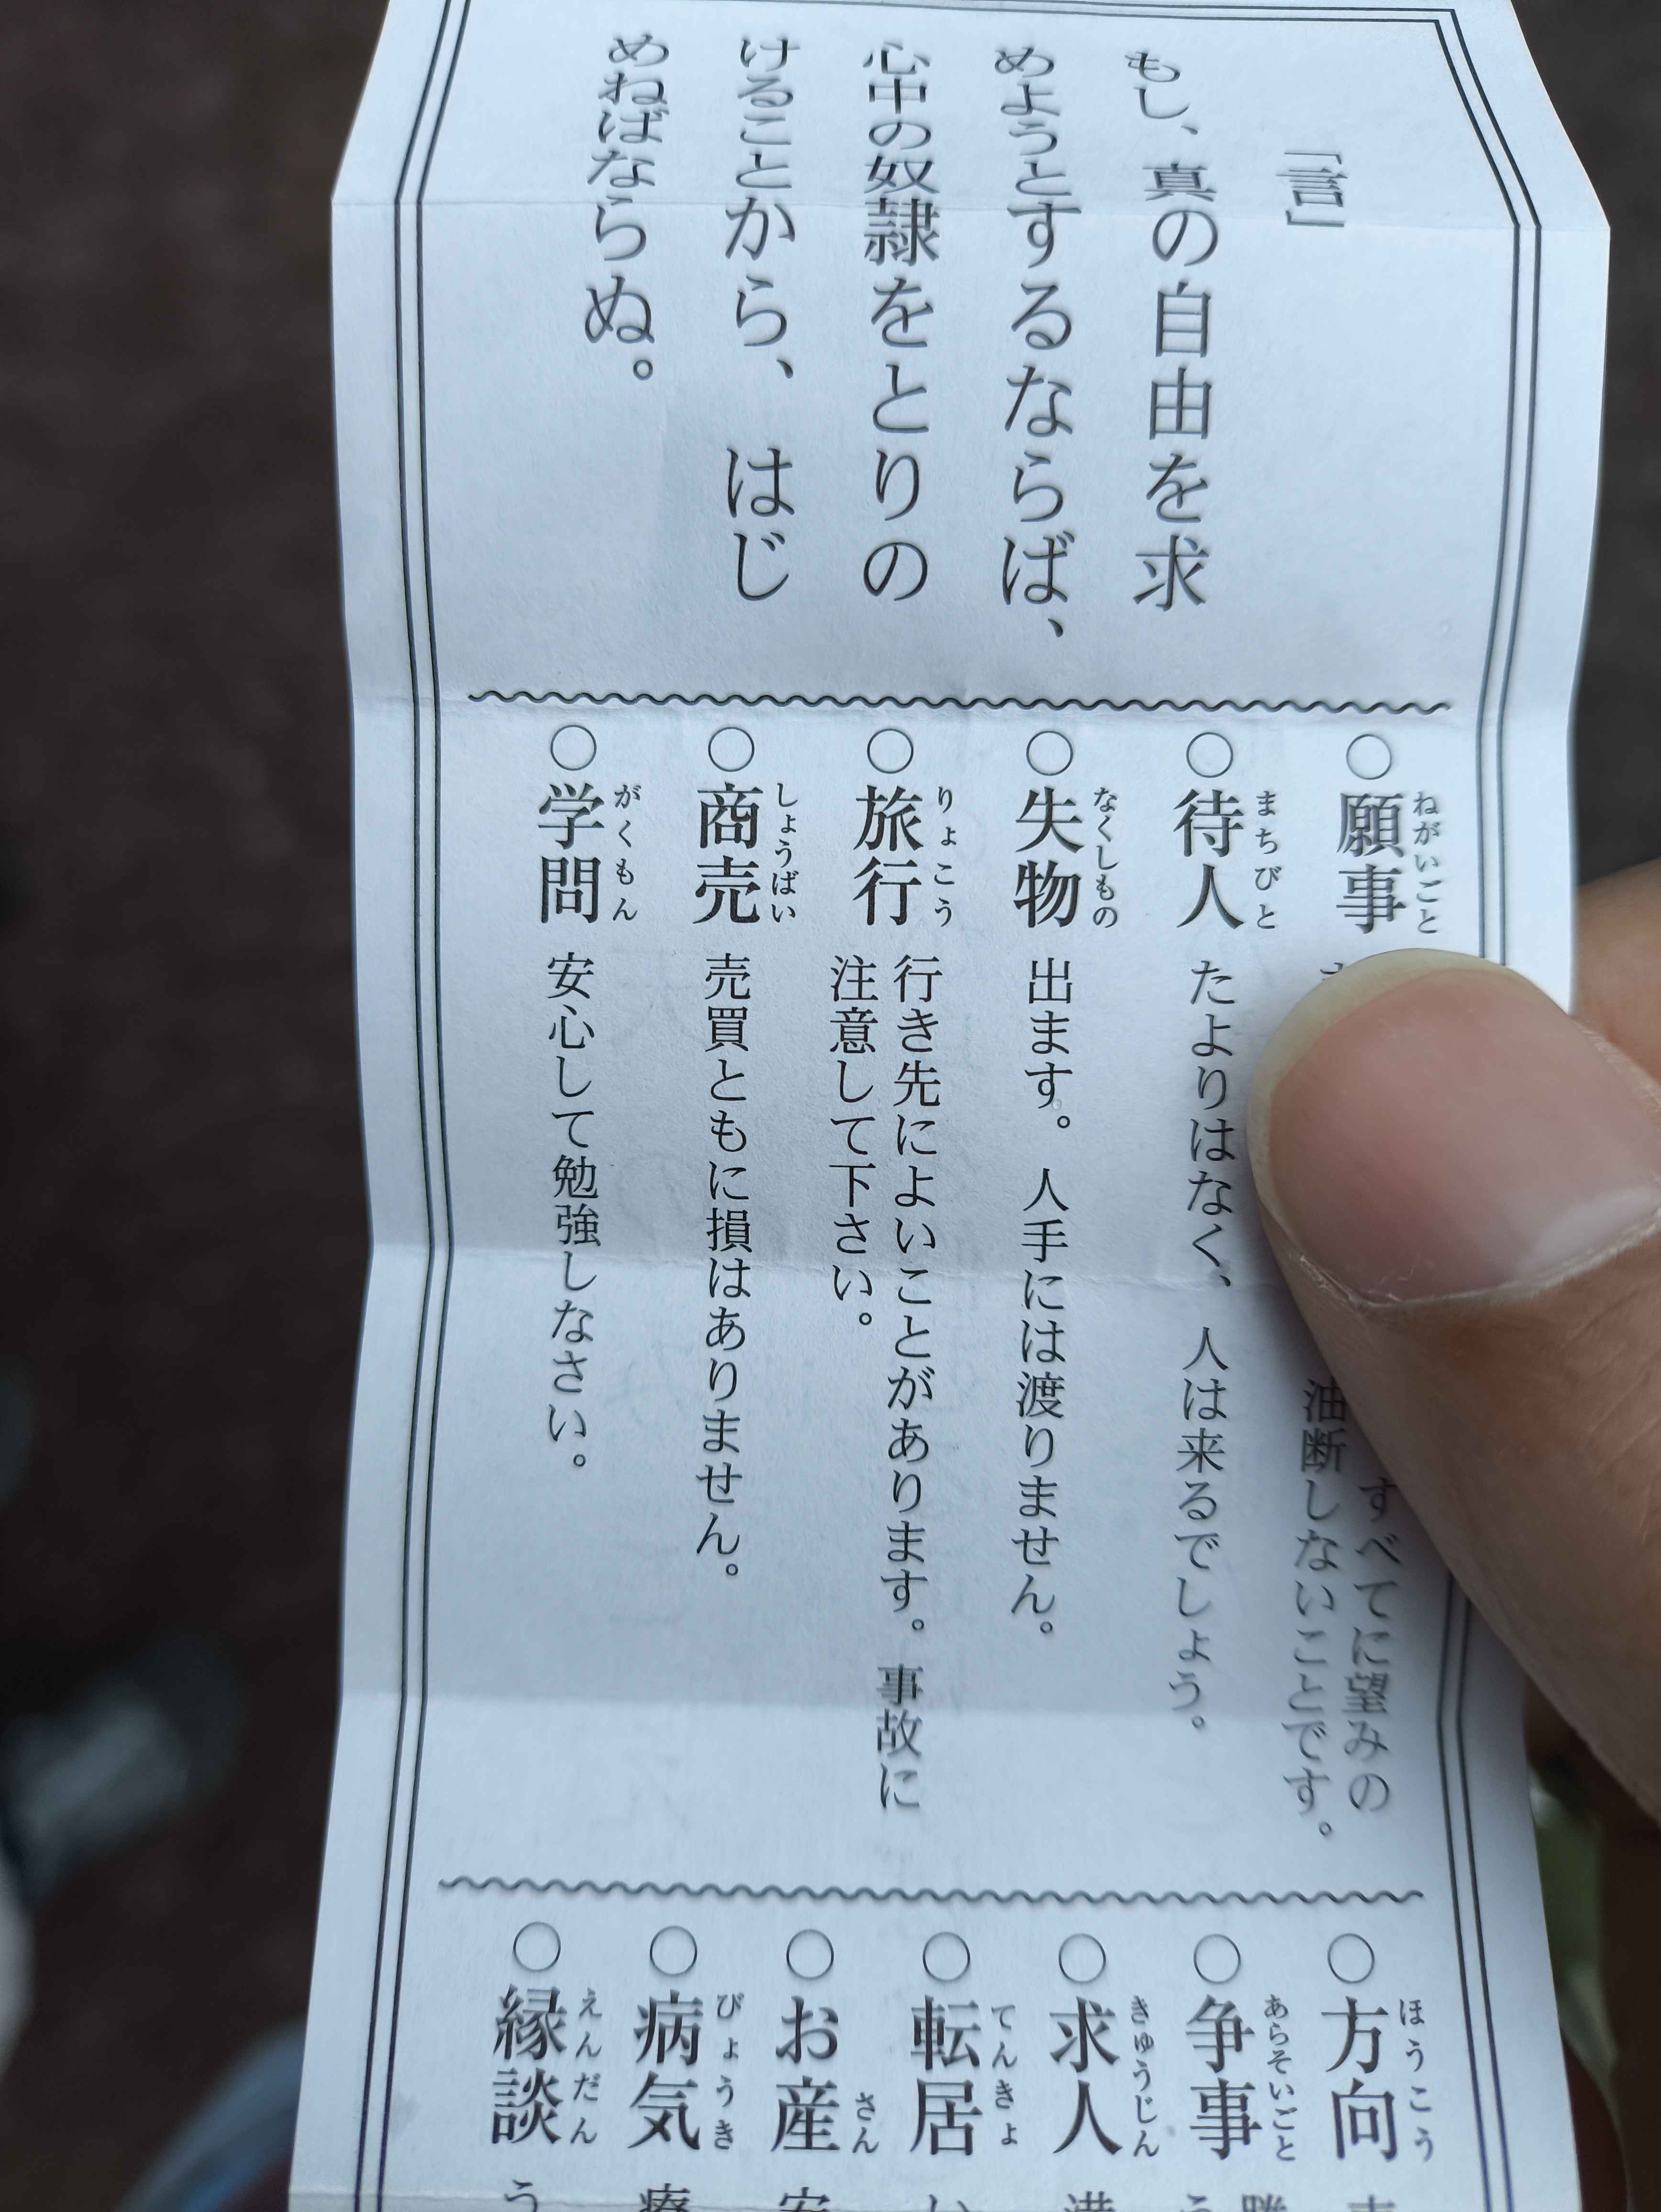 「言」
もし、真の自由を求
めようとするならば、
心中の奴隷をとりの
けることから、はじ
めねばならぬ。
○願事
ねがいごと
すべてに望みの
油断しないことです。
○待人
まちびと
たよりはなく、人は来るでしょう。
○失物
なくしもの
出ます。人手には渡りません。
○旅行
りょこう
行き先によいことがあります。事故に
注意して下さい。
○商売
しょうばい
売買ともに損はありません。
○学問
がくもん
安心して勉強しなさい。
○方向
ほうこう
○争事
あらそいごと
○求人
きゅうじん
○転居
てんきょ
○お産
さん
○病気
びょうき
○縁談
えんだん
う